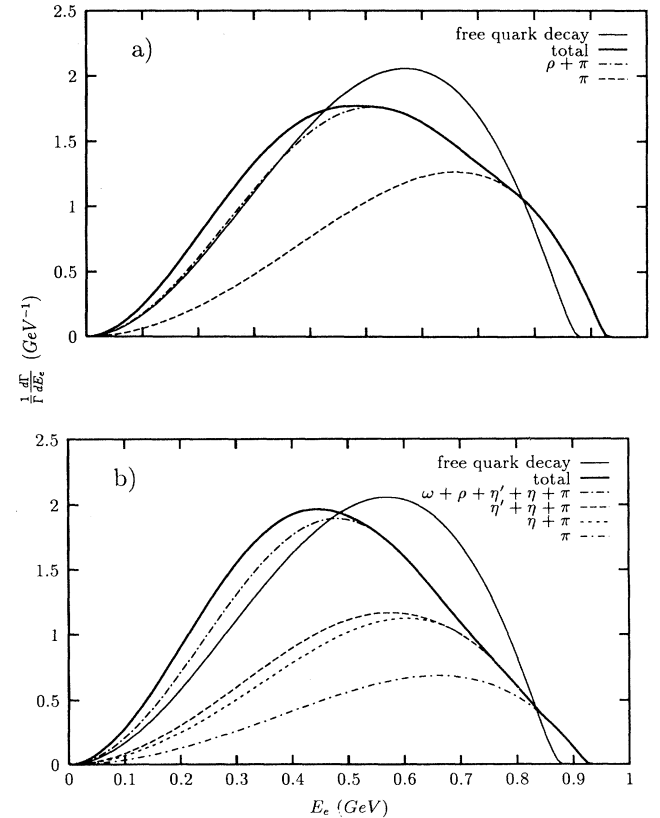 2.5
a)
free quark decay
total
ρ + π
π
2
1.5
1
0.5
0
1/Γ dΓ/dE_e (GeV⁻¹)
2.5
b)
free quark decay
total
ω + ρ + η′ + η + π
η′ + η + π
η + π
π
2
1.5
1
0.5
0
0 0.1 0.2 0.3 0.4 0.5 0.6 0.7 0.8 0.9 1
E_e (GeV)